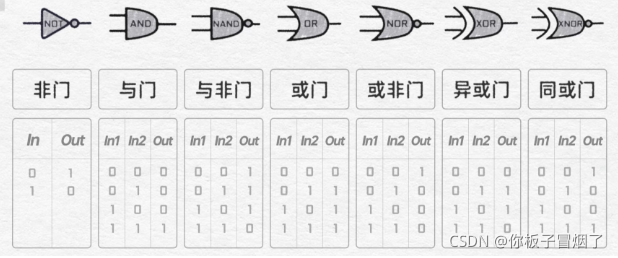 NOT AND NAND OR NOR XOR XNOR
非门 与门 与非门 或门 或非门 异或门 同或门
In Out In1 In2 Out In1 In2 Out In1 In2 Out In1 In2 Out In1 In2 Out In1 In2 Out
0 1 0 0 0 0 0 1 0 0 0 0 0 1 0 0 0 0 0 1
1 0 0 1 0 0 1 1 0 1 1 0 1 0 0 1 1 0 1 0
1 0 0 1 0 1 1 0 1 1 0 0 1 0 1 1 0 0
1 1 1 1 1 0 1 1 1 1 1 0 1 1 0 1 1 1
CSDN @你板子冒烟了